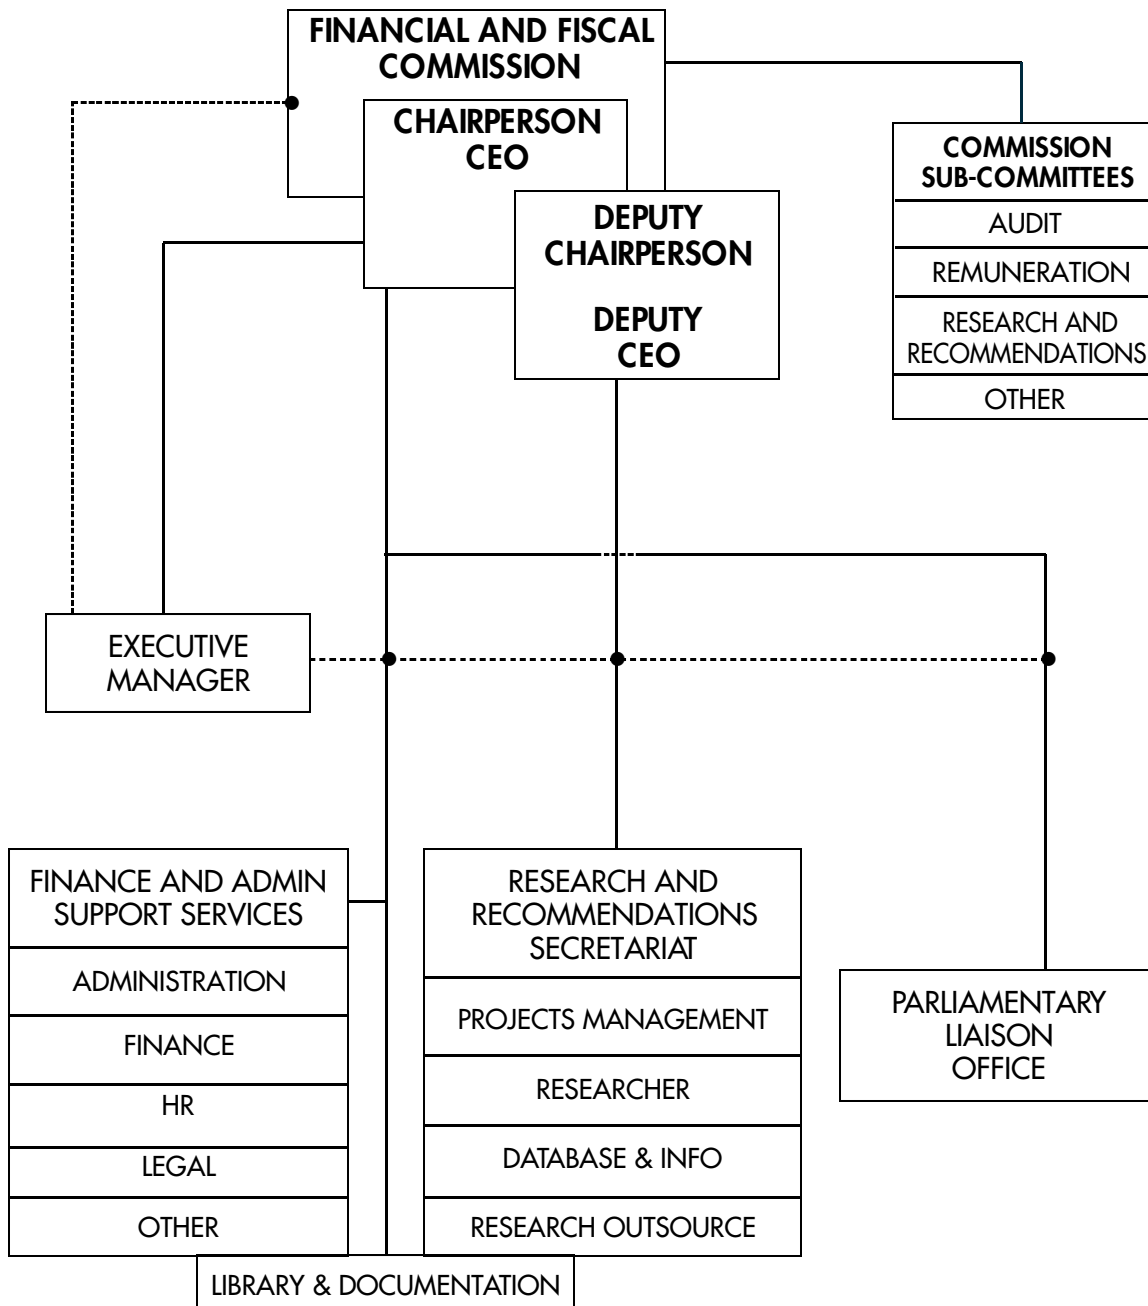 FINANCIAL AND FISCAL
COMMISSION
CHAIRPERSON
CEO
DEPUTY
CHAIRPERSON
DEPUTY
CEO
COMMISSION
SUB-COMMITTEES
AUDIT
REMUNERATION
RESEARCH AND
RECOMMENDATIONS
OTHER
EXECUTIVE
MANAGER
FINANCE AND ADMIN
SUPPORT SERVICES
ADMINISTRATION
FINANCE
HR
LEGAL
OTHER
RESEARCH AND
RECOMMENDATIONS
SECRETARIAT
PROJECTS MANAGEMENT
RESEARCHER
DATABASE & INFO
RESEARCH OUTSOURCE
PARLIAMENTARY
LIAISON
OFFICE
LIBRARY & DOCUMENTATION